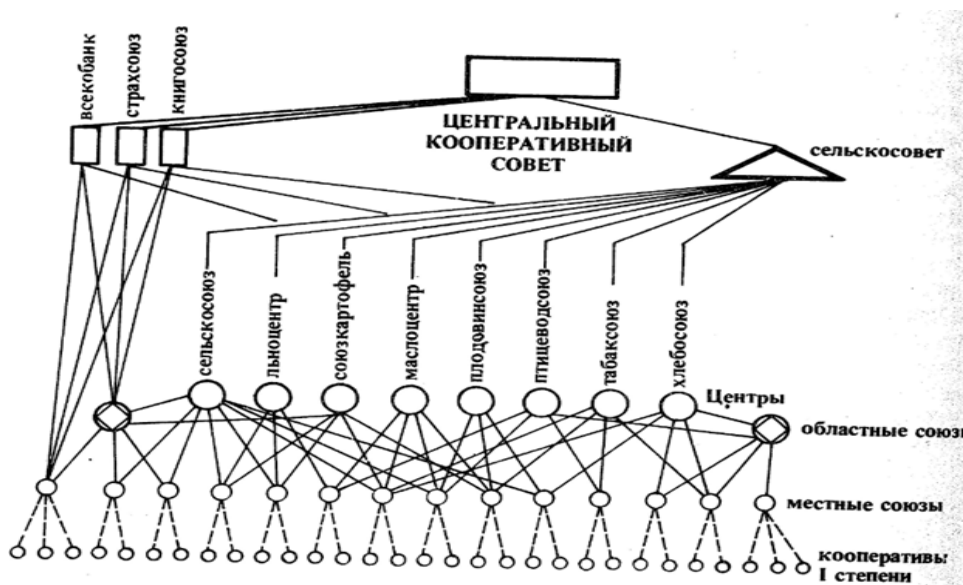 всекобанк
страхсоюз
книгосоюз
ЦЕНТРАЛЬНЫЙ
КООПЕРАТИВНЫЙ
СОВЕТ
сельскосовет
сельскосоюз
льноцентр
союзкартофель
маслоцентр
плодовинсоюз
птицеводсоюз
табаксоюз
хлебосоюз
Центры
областные союзы
местные союзы
кооперативы
I степени